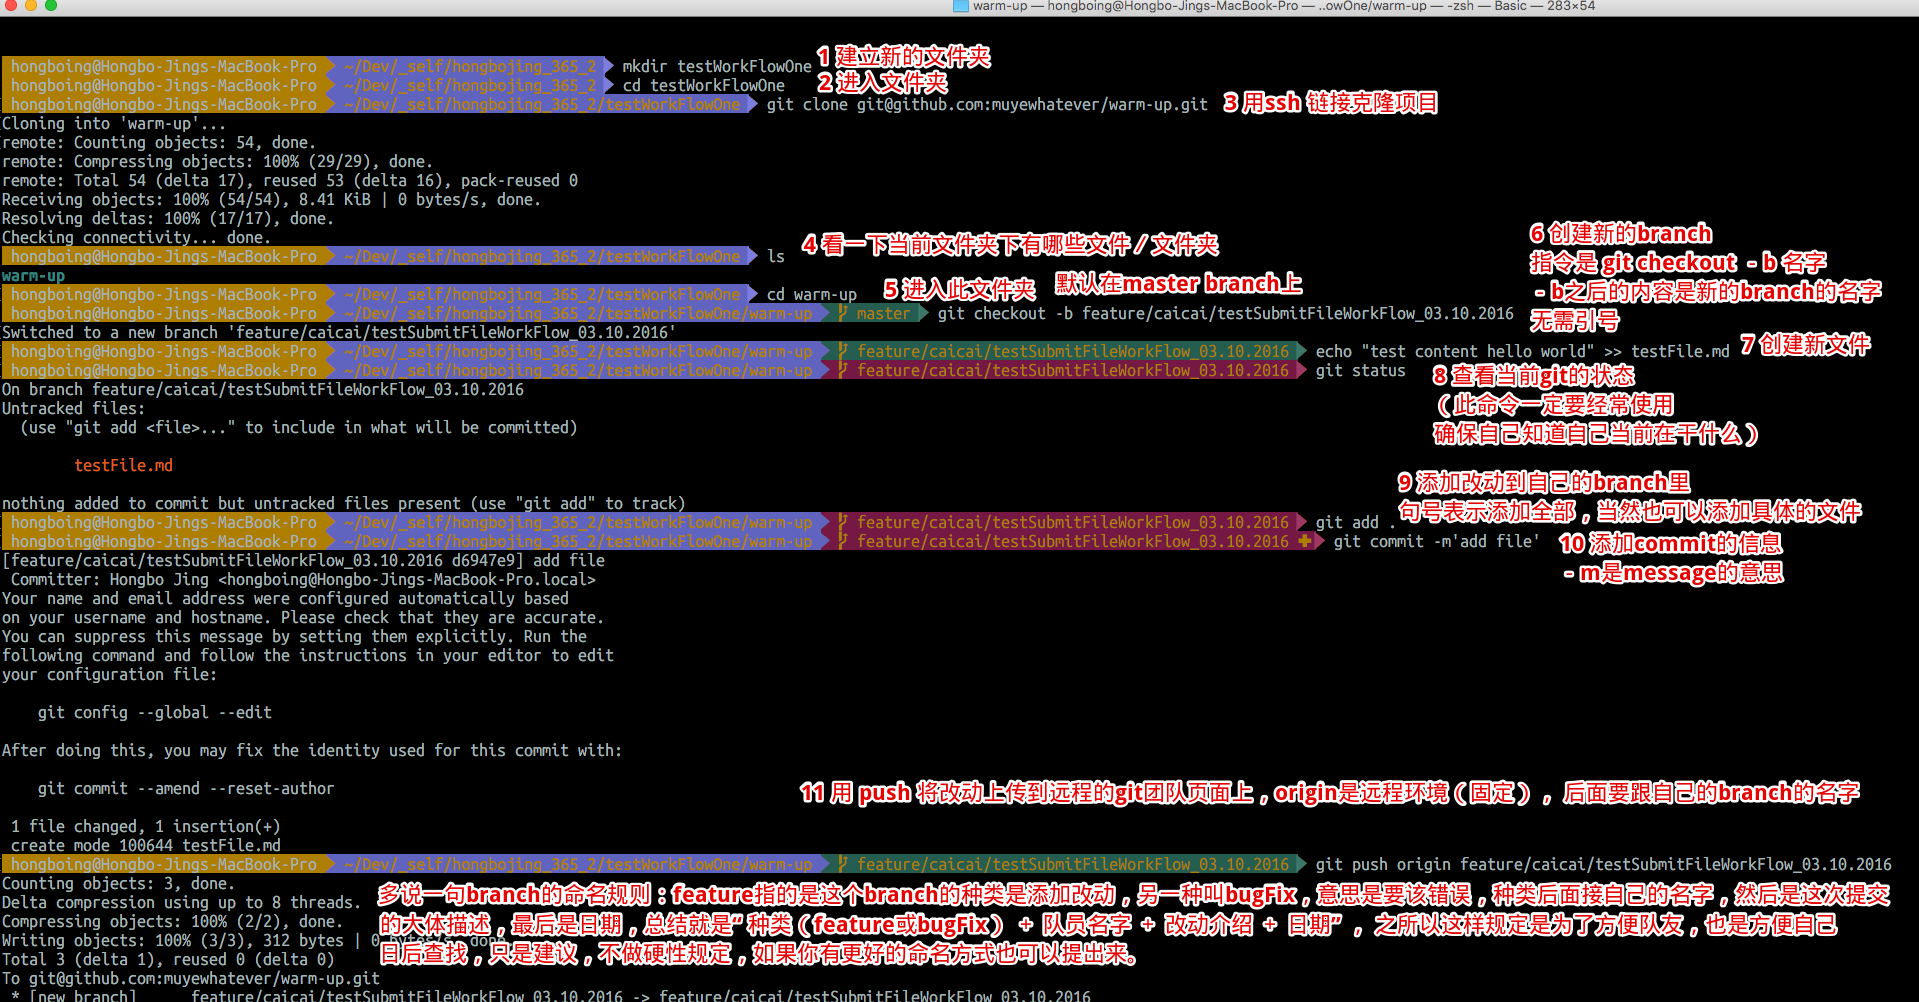 warm-up — hongboing@Hongbo-Jings-MacBook-Pro — ..owOne/warm-up — -zsh — Basic — 283×54
hongboing@Hongbo-Jings-MacBook-Pro ~/Dev/_self/hongbojing_365_2 mkdir testWorkFlowOne 1 建立新的文件夹
hongboing@Hongbo-Jings-MacBook-Pro ~/Dev/_self/hongbojing_365_2 cd testWorkFlowOne 2 进入文件夹
hongboing@Hongbo-Jings-MacBook-Pro ~/Dev/_self/hongbojing_365_2/testWorkFlowOne git clone git@github.com:muyewhatever/warm-up.git 3 用ssh 链接克隆项目
Cloning into 'warm-up'...
remote: Counting objects: 54, done.
remote: Compressing objects: 100% (29/29), done.
remote: Total 54 (delta 17), reused 53 (delta 16), pack-reused 0
Receiving objects: 100% (54/54), 8.41 KiB | 0 bytes/s, done.
Resolving deltas: 100% (17/17), done.
Checking connectivity... done.
hongboing@Hongbo-Jings-MacBook-Pro ~/Dev/_self/hongbojing_365_2/testWorkFlowOne ls 4 看一下当前文件夹下有哪些文件/文件夹
warm-up
hongboing@Hongbo-Jings-MacBook-Pro ~/Dev/_self/hongbojing_365_2/testWorkFlowOne cd warm-up 5 进入此文件夹 默认在master branch上
6 创建新的branch
指令是 git checkout -b 名字
-b之后的内容是新的branch的名字
无需引号
hongboing@Hongbo-Jings-MacBook-Pro ~/Dev/_self/hongbojing_365_2/testWorkFlowOne/warm-up master git checkout -b feature/caicai/testSubmitFileWorkFlow_03.10.2016
Switched to a new branch 'feature/caicai/testSubmitFileWorkFlow_03.10.2016'
hongboing@Hongbo-Jings-MacBook-Pro ~/Dev/_self/hongbojing_365_2/testWorkFlowOne/warm-up feature/caicai/testSubmitFileWorkFlow_03.10.2016 echo "test content hello world" >> testFile.md 7 创建新文件
hongboing@Hongbo-Jings-MacBook-Pro ~/Dev/_self/hongbojing_365_2/testWorkFlowOne/warm-up feature/caicai/testSubmitFileWorkFlow_03.10.2016 git status 8 查看当前git的状态
(此命令一定要经常使用
确保自己知道自己当前在干什么)
On branch feature/caicai/testSubmitFileWorkFlow_03.10.2016
Untracked files:
(use "git add <file>..." to include in what will be committed)
testFile.md
nothing added to commit but untracked files present (use "git add" to track)
9 添加改动到自己的branch里
句号表示添加全部,当然也可以添加具体的文件
hongboing@Hongbo-Jings-MacBook-Pro ~/Dev/_self/hongbojing_365_2/testWorkFlowOne/warm-up feature/caicai/testSubmitFileWorkFlow_03.10.2016 git add .
hongboing@Hongbo-Jings-MacBook-Pro ~/Dev/_self/hongbojing_365_2/testWorkFlowOne/warm-up feature/caicai/testSubmitFileWorkFlow_03.10.2016 ✚ git commit -m'add file' 10 添加commit的信息
-m是message的意思
[feature/caicai/testSubmitFileWorkFlow_03.10.2016 d6947e9] add file
Committer: Hongbo Jing <hongboing@Hongbo-Jings-MacBook-Pro.local>
Your name and email address were configured automatically based
on your username and hostname. Please check that they are accurate.
You can suppress this message by setting them explicitly. Run the
following command and follow the instructions in your editor to edit
your configuration file:
git config --global --edit
After doing this, you may fix the identity used for this commit with:
git commit --amend --reset-author
11 用 push 将改动上传到远程的git团队页面上,origin是远程环境(固定),后面要跟自己的branch的名字
1 file changed, 1 insertion(+)
create mode 100644 testFile.md
hongboing@Hongbo-Jings-MacBook-Pro ~/Dev/_self/hongbojing_365_2/testWorkFlowOne/warm-up feature/caicai/testSubmitFileWorkFlow_03.10.2016 git push origin feature/caicai/testSubmitFileWorkFlow_03.10.2016
Counting objects: 3, done.
Delta compression using up to 8 threads.
Compressing objects: 100% (2/2), done.
Writing objects: 100% (3/3), 312 bytes | 0 bytes/s, done.
Total 3 (delta 1), reused 0 (delta 0)
多说一句branch的命名规则:feature指的是这个branch的种类是添加改动,另一种叫bugFix,意思是要该错误,种类后面接自己的名字,然后是这次提交
的大体描述,最后是日期,总结就是“种类(feature或bugFix) + 队员名字 + 改动介绍 + 日期”,之所以这样规定是为了方便队友,也是方便自己
日后查找,只是建议,不做硬性规定,如果你有更好的命名方式也可以提出来。
To git@github.com:muyewhatever/warm-up.git
* [new branch] feature/caicai/testSubmitFileWorkFlow_03.10.2016 -> feature/caicai/testSubmitFileWorkFlow_03.10.2016